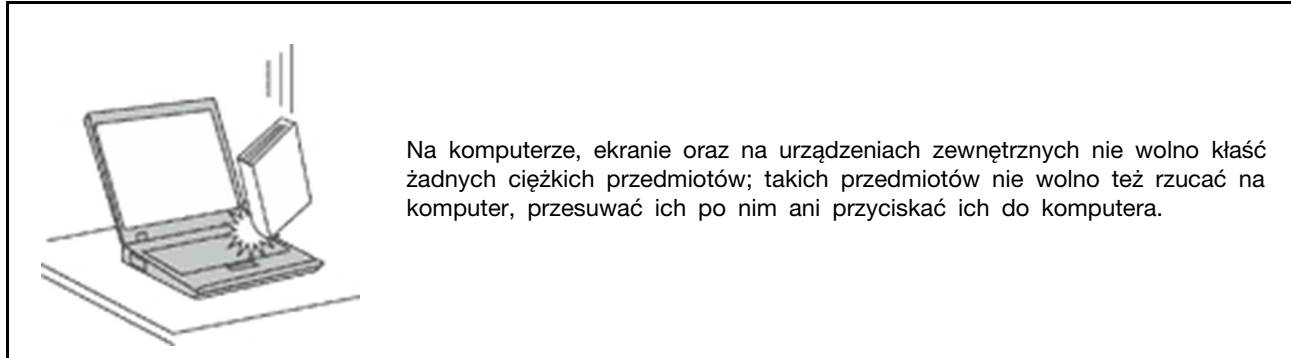 Na komputerze, ekranie oraz na urządzeniach zewnętrznych nie wolno kłaść
żadnych ciężkich przedmiotów; takich przedmiotów nie wolno też rzucać na
komputer, przesuwać ich po nim ani przyciskać ich do komputera.